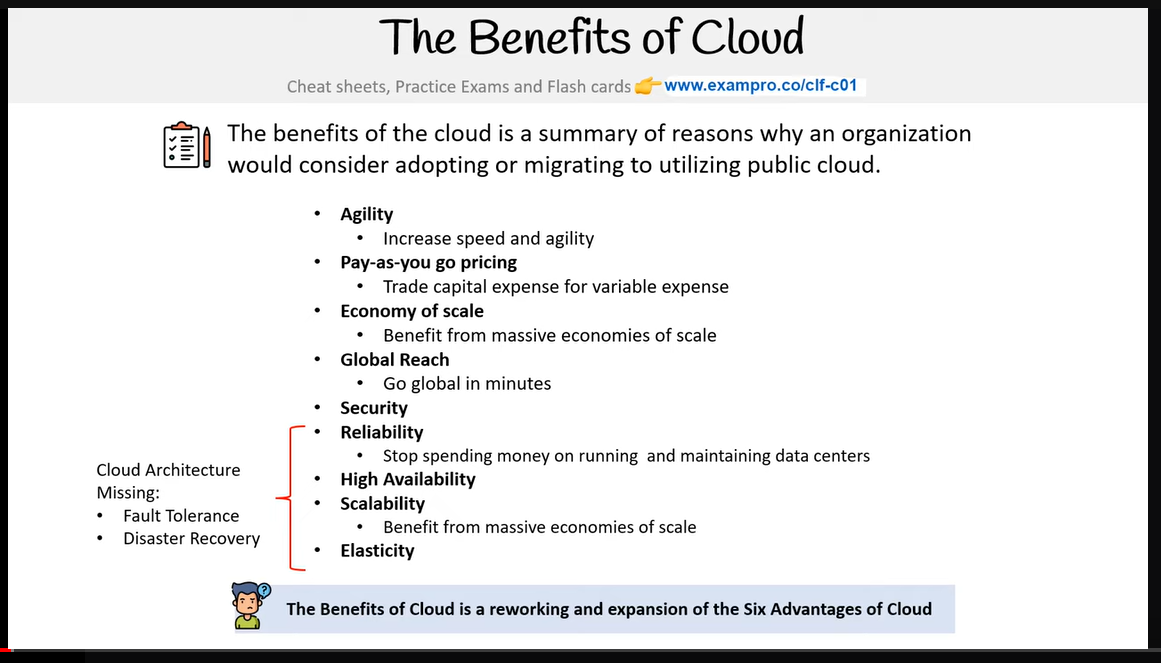 The Benefits of Cloud
Cheat sheets, Practice Exams and Flash cards 👉 www.exampro.co/clf-c01
The benefits of the cloud is a summary of reasons why an organization
would consider adopting or migrating to utilizing public cloud.
• Agility
• Increase speed and agility
• Pay-as-you go pricing
• Trade capital expense for variable expense
• Economy of scale
• Benefit from massive economies of scale
• Global Reach
• Go global in minutes
• Security
• Reliability
• Stop spending money on running and maintaining data centers
• High Availability
• Scalability
• Benefit from massive economies of scale
• Elasticity
Cloud Architecture
Missing:
• Fault Tolerance
• Disaster Recovery
?
The Benefits of Cloud is a reworking and expansion of the Six Advantages of Cloud